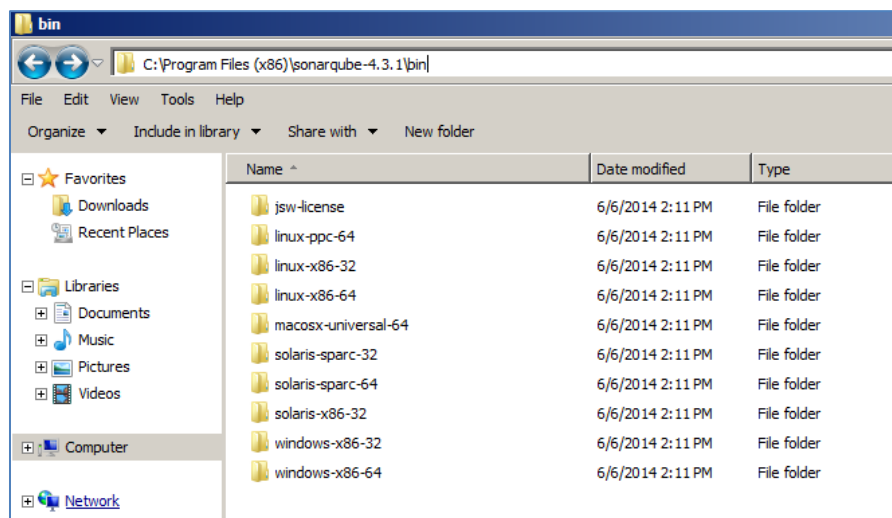 bin
C:\Program Files (x86)\sonarqube-4.3.1\bin
File Edit View Tools Help
Organize Include in library Share with New folder
Favorites
Downloads
Recent Places
Libraries
Documents
Music
Pictures
Videos
Computer
Network
Name Date modified Type
jsw-license 6/6/2014 2:11 PM File folder
linux-ppc-64 6/6/2014 2:11 PM File folder
linux-x86-32 6/6/2014 2:11 PM File folder
linux-x86-64 6/6/2014 2:11 PM File folder
macosx-universal-64 6/6/2014 2:11 PM File folder
solaris-sparc-32 6/6/2014 2:11 PM File folder
solaris-sparc-64 6/6/2014 2:11 PM File folder
solaris-x86-32 6/6/2014 2:11 PM File folder
windows-x86-32 6/6/2014 2:11 PM File folder
windows-x86-64 6/6/2014 2:11 PM File folder